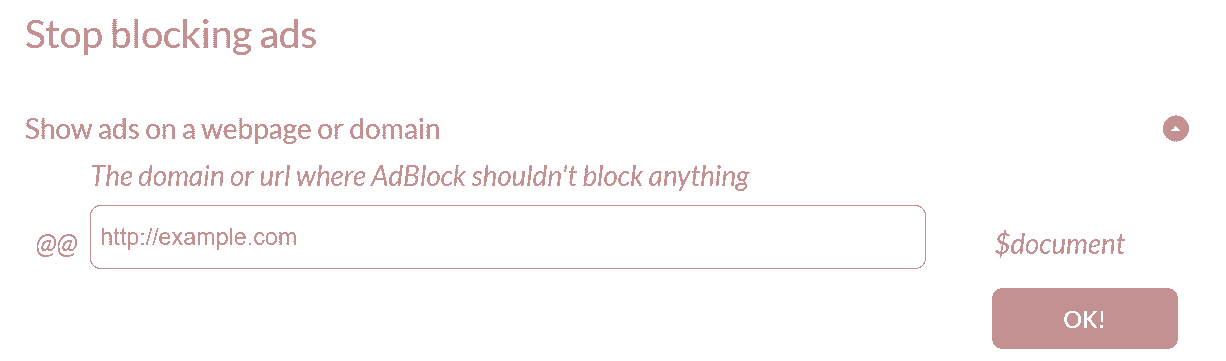 Stop blocking ads
Show ads on a webpage or domain
The domain or url where AdBlock shouldn't block anything
@@ http://example.com $document
OK!